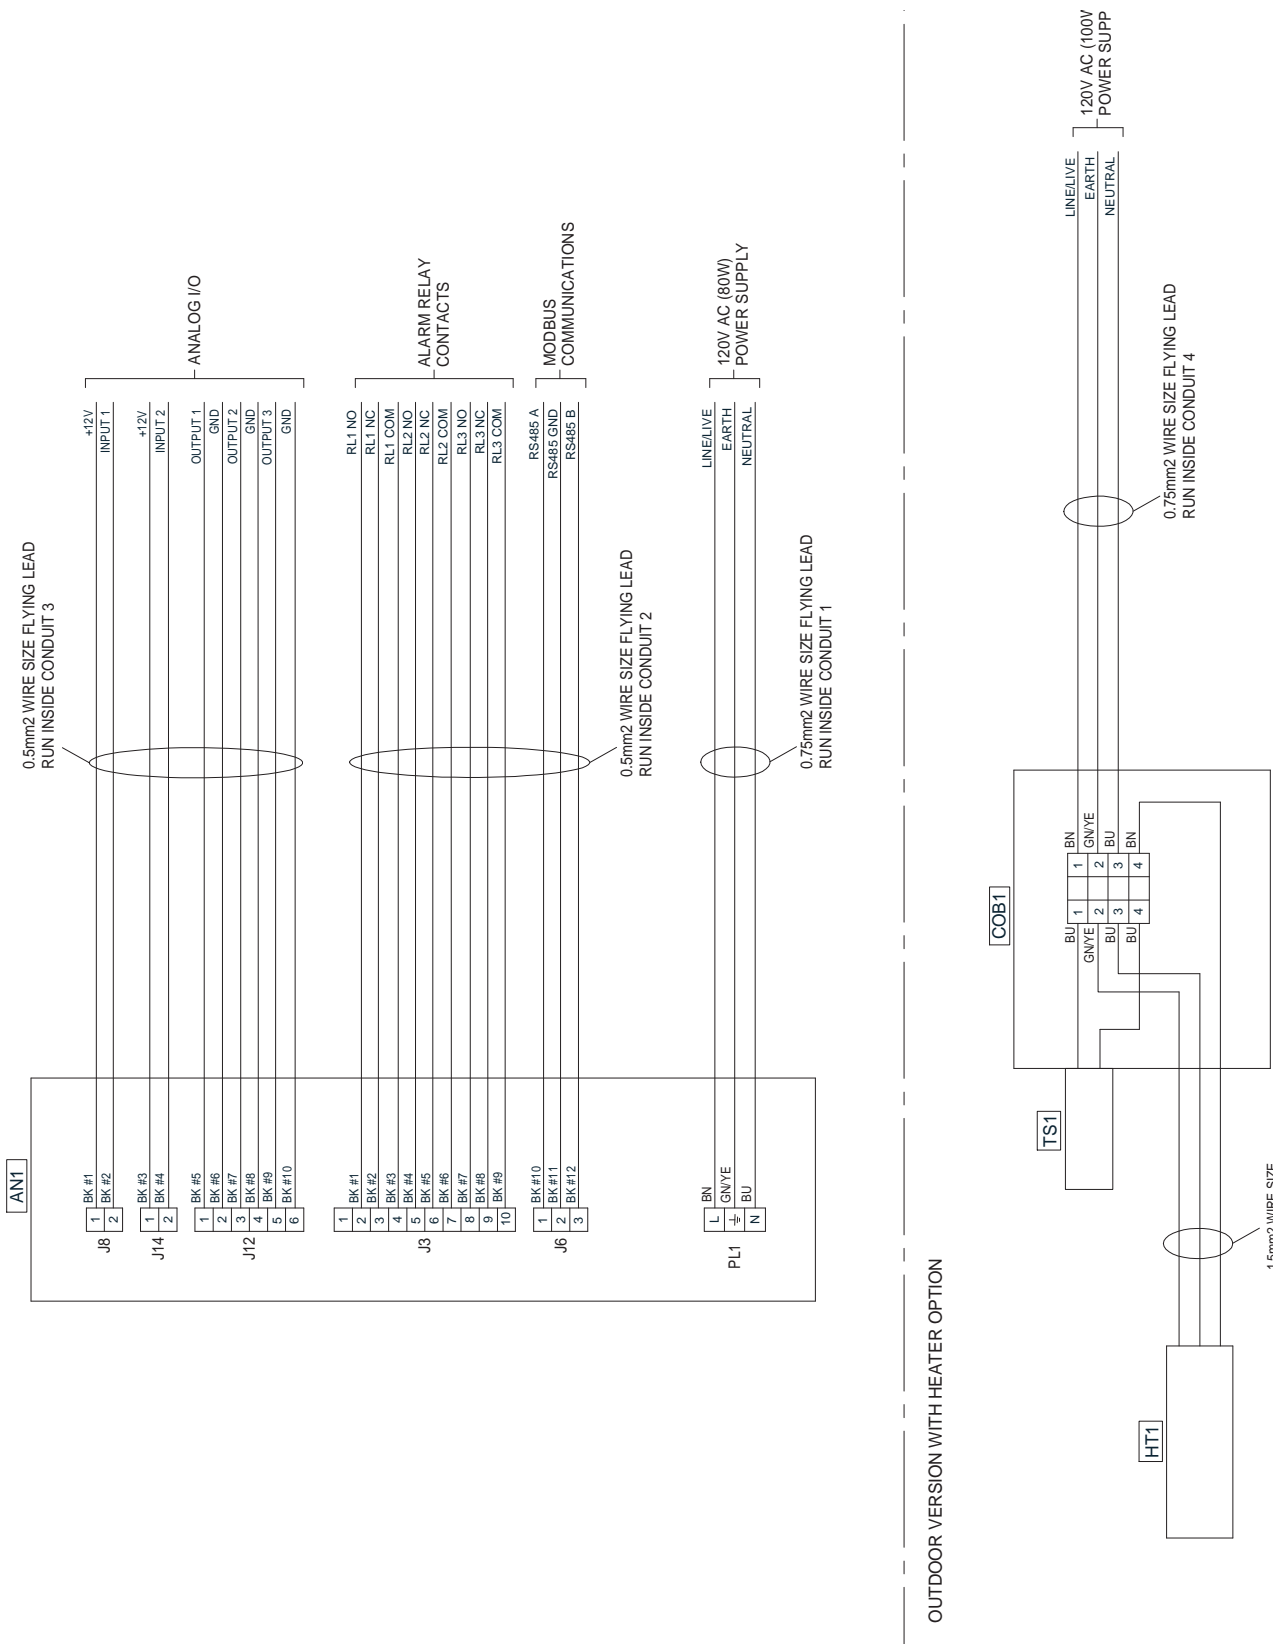 AN1
0.5mm2 WIRE SIZE FLYING LEAD
RUN INSIDE CONDUIT 3
J8
1
BK #1
+12V
2
BK #2
INPUT 1
J14
1
BK #3
+12V
2
BK #4
INPUT 2
J12
1
BK #5
OUTPUT 1
2
BK #6
GND
3
BK #7
OUTPUT 2
4
BK #8
GND
5
BK #9
OUTPUT 3
6
BK #10
GND
ANALOG I/O
J3
1
2
BK #1
RL1 NO
3
BK #2
RL1 NC
4
BK #3
RL1 COM
5
BK #4
RL2 NO
6
BK #5
RL2 NC
7
BK #6
RL2 COM
8
BK #7
RL3 NO
9
BK #8
RL3 NC
10
BK #9
RL3 COM
ALARM RELAY
CONTACTS
J6
1
BK #10
RS485 A
2
BK #11
RS485 GND
3
BK #12
RS485 B
MODBUS
COMMUNICATIONS
0.5mm2 WIRE SIZE FLYING LEAD
RUN INSIDE CONDUIT 2
PL1
L
BN
LINE/LIVE
GN/YE
EARTH
N
BU
NEUTRAL
120V AC (80W)
POWER SUPPLY
0.75mm2 WIRE SIZE FLYING LEAD
RUN INSIDE CONDUIT 1
OUTDOOR VERSION WITH HEATER OPTION
COB1
TS1
HT1
BU
1
1
BN
LINE/LIVE
GN/YE
2
2
GN/YE
EARTH
BU
3
3
BU
NEUTRAL
BU
4
4
BN
120V AC (100W
POWER SUPP
0.75mm2 WIRE SIZE FLYING LEAD
RUN INSIDE CONDUIT 4
1.5mm2 WIRE SIZE